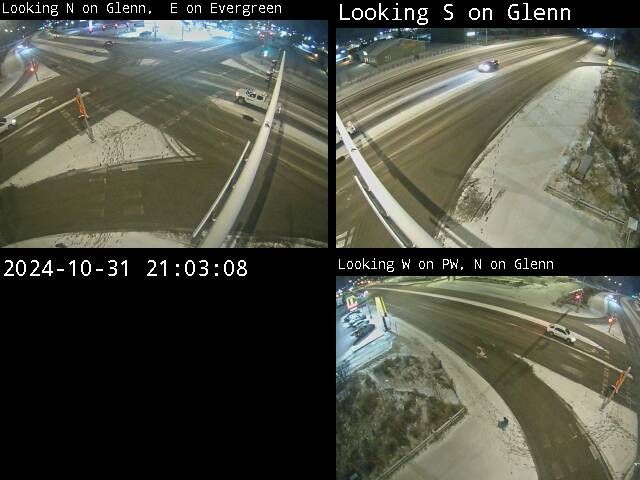 Looking N on Glenn,  E on Evergreen
Looking S on Glenn
2024-10-31 21:03:08
Looking W on PW, N on Glenn